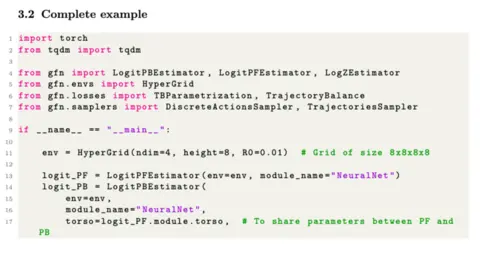 3.2 Complete example
1 import torch
2 from tqdm import tqdm
3
4 from gfn import LogitPBEstimator, LogitPFEstimator, LogZEstimator
5 from gfn.envs import HyperGrid
6 from gfn.losses import TBParametrization, TrajectoryBalance
7 from gfn.samplers import DiscreteActionsSampler, TrajectoriesSampler
8
9 if __name__ == "__main__":
10
11 env = HyperGrid(ndim=4, height=8, R0=0.01) # Grid of size 8x8x8x8
12
13 logit_PF = LogitPFEstimator(env=env, module_name="NeuralNet")
14 logit_PB = LogitPBEstimator(
15 env=env,
16 module_name="NeuralNet",
17 torso=logit_PF.module.torso, # To share parameters between PF and
PB